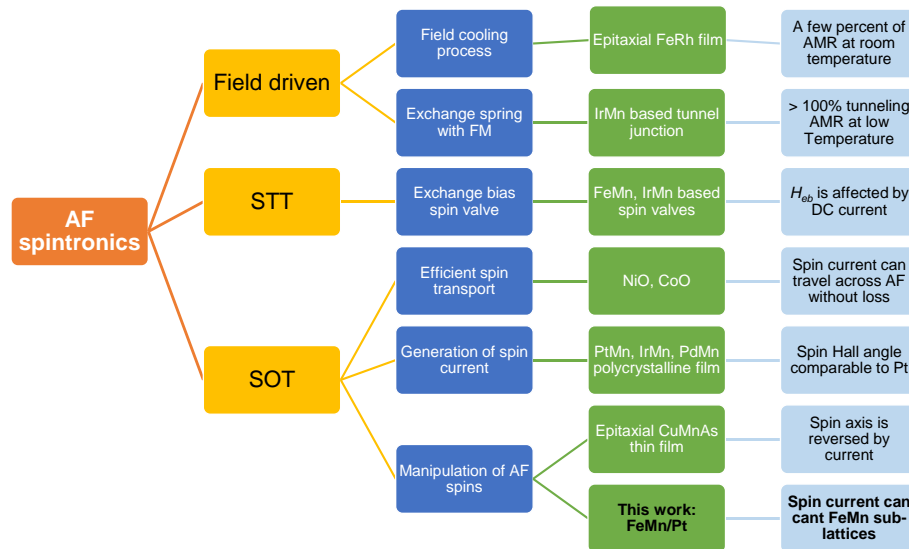 AF
spintronics
Field driven
STT
SOT
Field cooling
process
Exchange spring
with FM
Exchange bias
spin valve
Efficient spin
transport
Generation of spin
current
Manipulation of AF
spins
Epitaxial FeRh film
IrMn based tunnel
junction
FeMn, IrMn based
spin valves
NiO, CoO
PtMn, IrMn, PdMn
polycrystalline film
Epitaxial CuMnAs
thin film
This work:
FeMn/Pt
A few percent of
AMR at room
temperature
> 100% tunneling
AMR at low
Temperature
Heb is affected by
DC current
Spin current can
travel across AF
without loss
Spin Hall angle
comparable to Pt
Spin axis is
reversed by
current
Spin current can
cant FeMn sub-
lattices